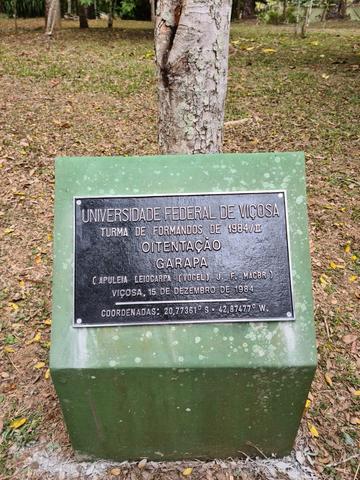 UNIVERSIDADE FEDERAL DE VIÇOSA
TURMA DE FORMANDOS DE 1984/II
OITENTAÇÃO
GARAPA
(APULEIA LEIOCARPA (VOGEL) J. F. MACBR)
VIÇOSA, 15 DE DEZEMBRO DE 1984
COORDENADAS: 20,77361° S - 42,87477° W.